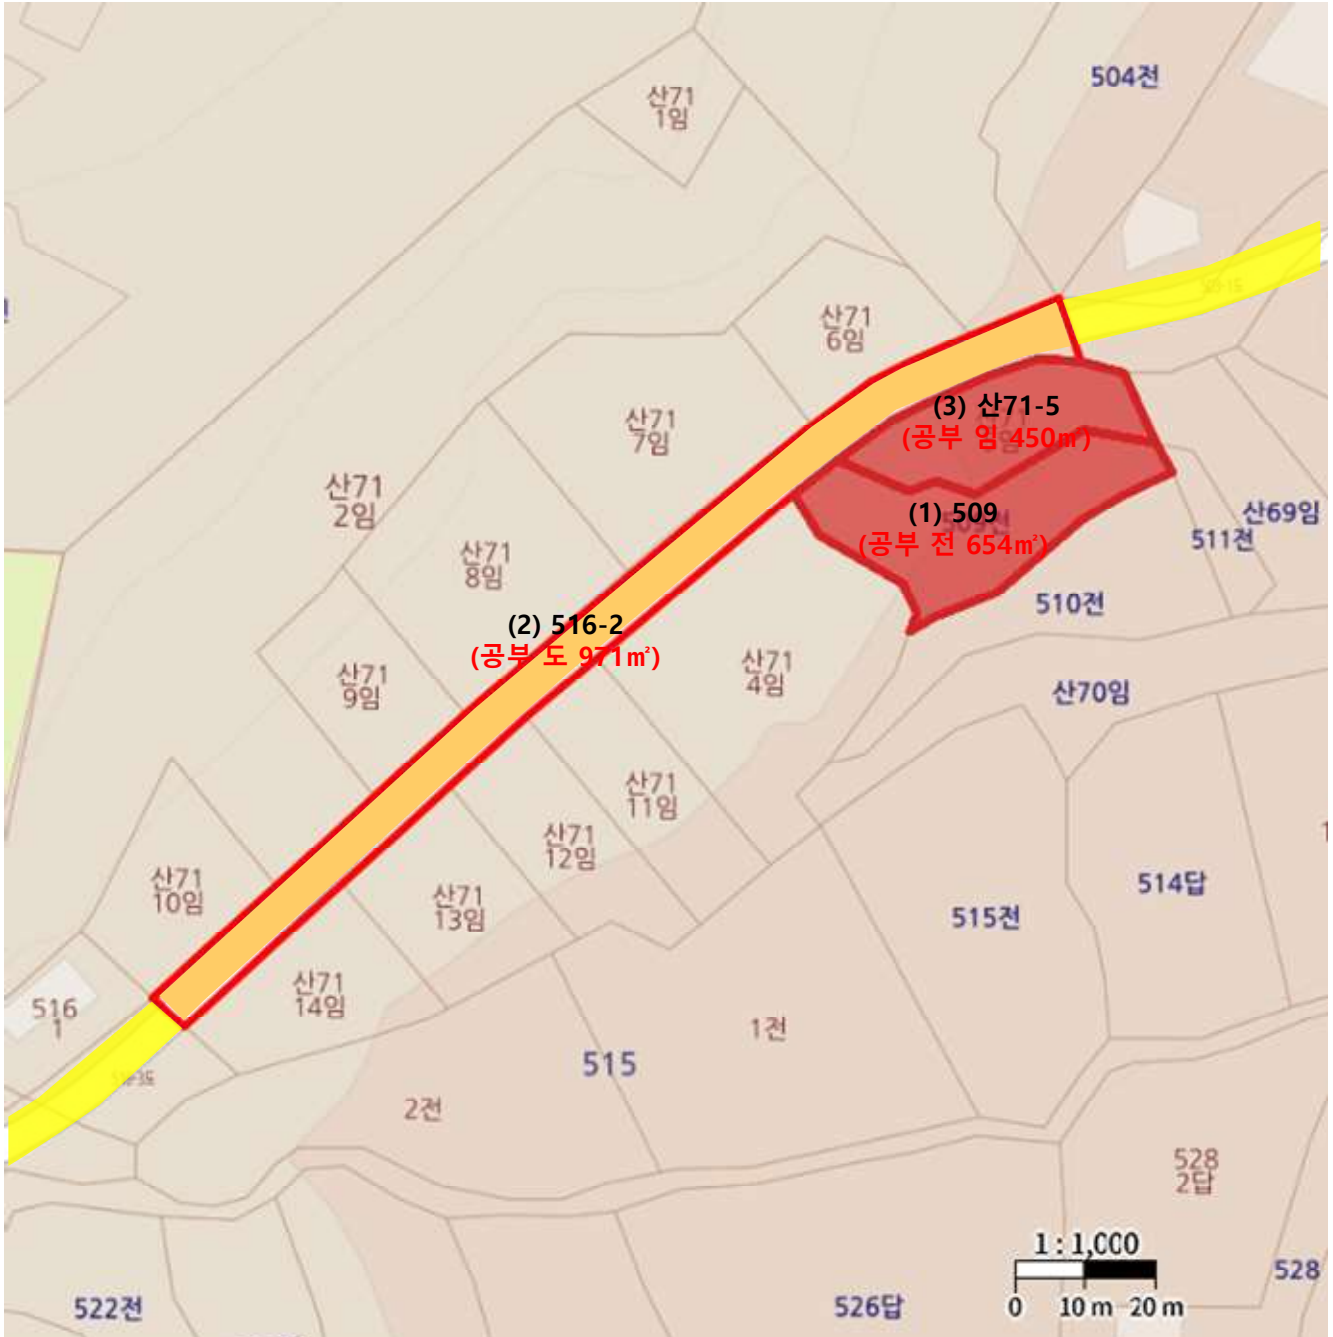 504전
산71
1임
산71
6임
(3) 산71-5
(공부 임 450㎡)
산71
7임
산71
2임
(1) 509
(공부 전 654㎡)
산69임
511전
510전
산71
8임
(2) 516-2
(공부 도 971㎡)
산71
4임
산71
9임
산70임
산71
11임
산71
12임
산71
10임
산71
13임
514답
515전
산71
14임
516
1
1전
515
2전
528
2답
1 : 1,000
0 10 m 20 m
528
522전
526답